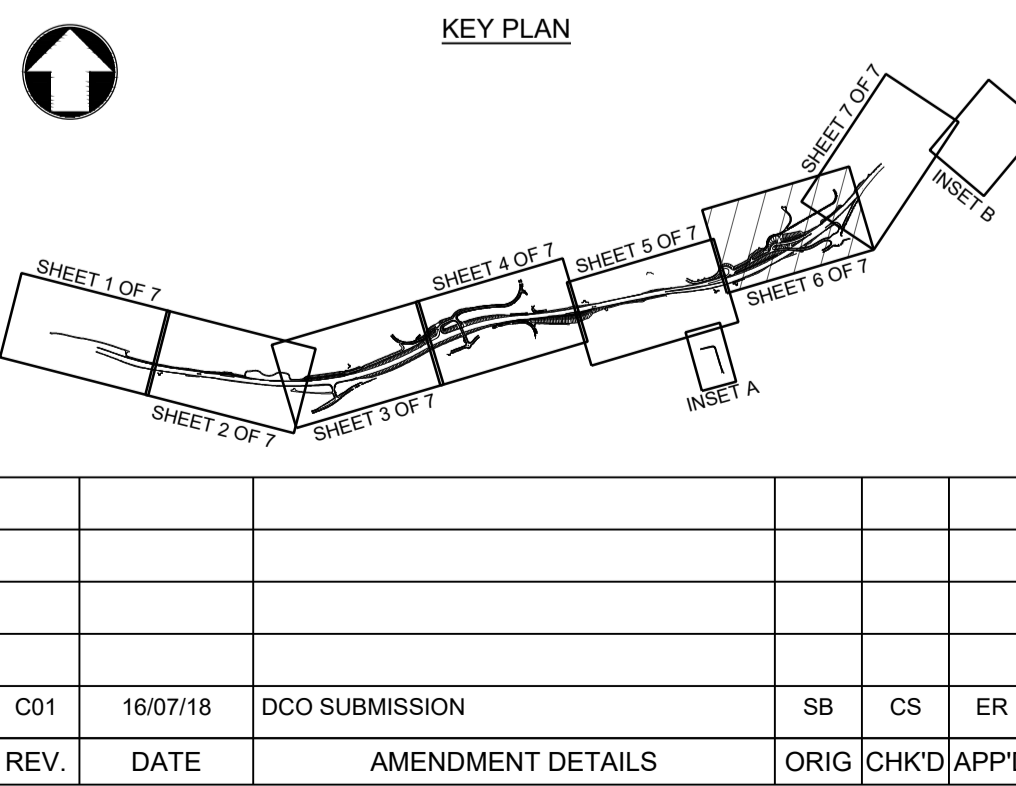 KEY PLAN
SHEET 1 OF 7
SHEET 2 OF 7
SHEET 3 OF 7
SHEET 4 OF 7
SHEET 5 OF 7
SHEET 6 OF 7
SHEET 7 OF 7
INSET A
INSET B
C01 16/07/18 DCO SUBMISSION SB CS ER
REV. DATE AMENDMENT DETAILS ORIG CHK'D APP'D